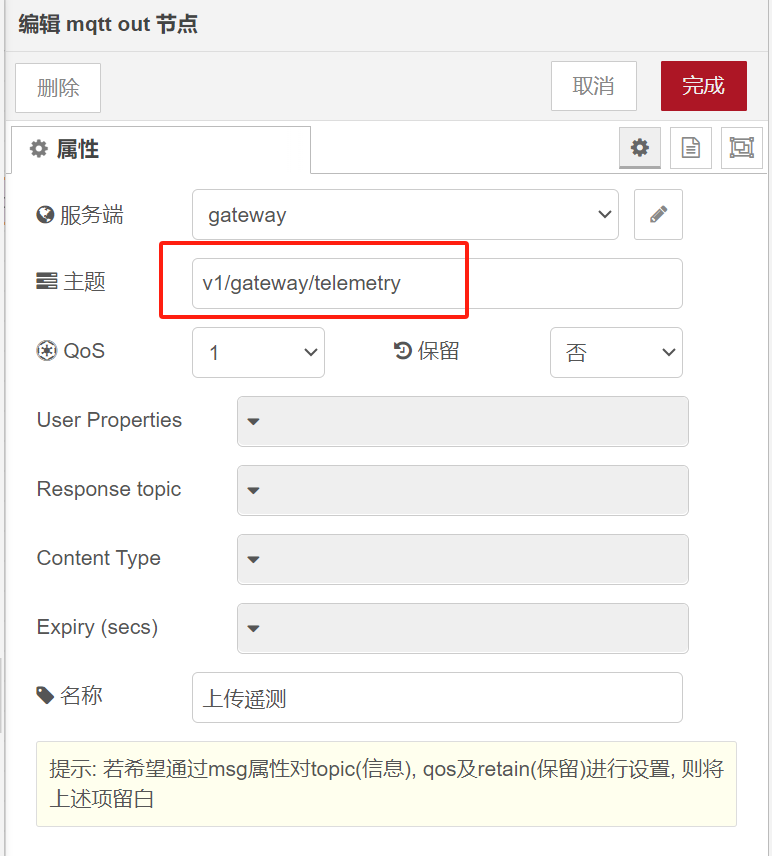 编辑 mqtt out 节点
删除
取消
完成
属性
服务端
gateway
主题
v1/gateway/telemetry
QoS
1
保留
否
User Properties
Response topic
Content Type
Expiry (secs)
名称
上传遥测
提示: 若希望通过msg属性对topic(信息), qos及retain(保留)进行设置, 则将
上述项留白